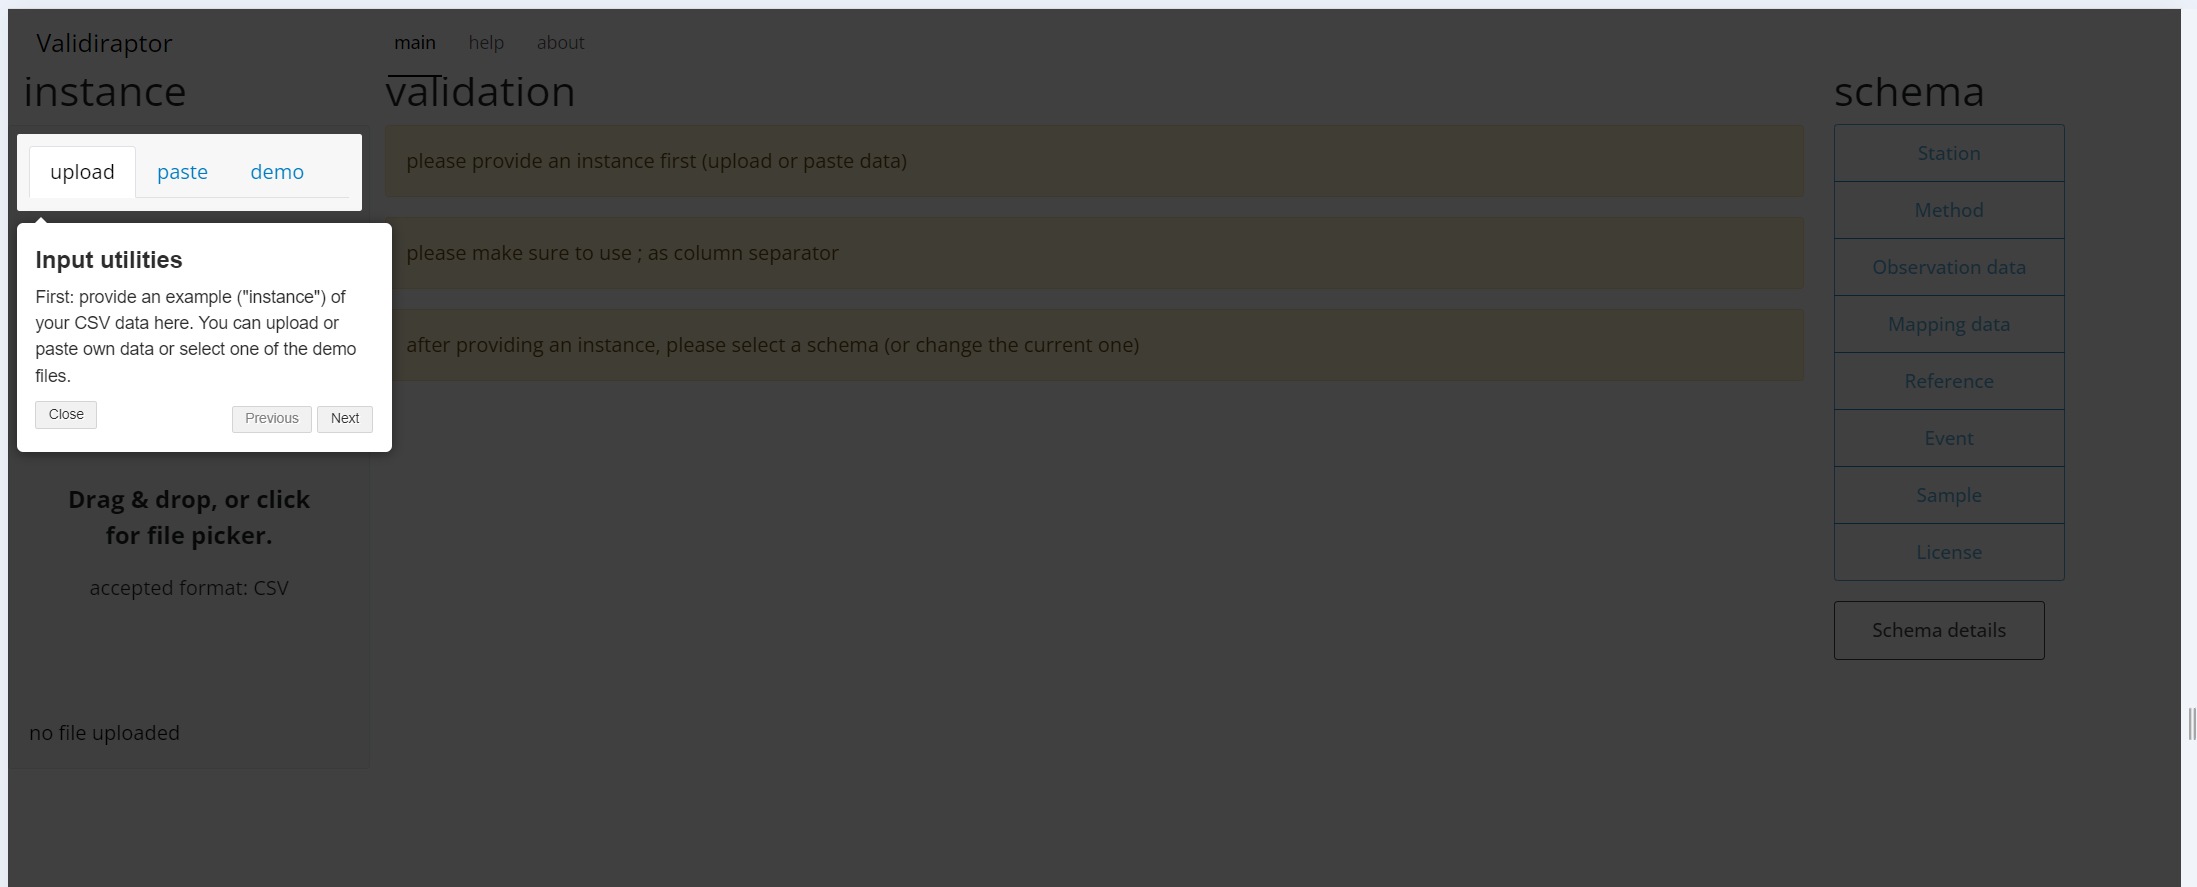 Validiraptor
main
help
about
instance
validation
schema
upload
paste
demo
Input utilities
First: provide an example ("instance") of
your CSV data here. You can upload or
paste own data or select one of the demo
files.
Close
Previous
Next
Drag & drop, or click
for file picker.
accepted format: CSV
no file uploaded
please provide an instance first (upload or paste data)
please make sure to use ; as column separator
after providing an instance, please select a schema (or change the current one)
Station
Method
Observation data
Mapping data
Reference
Event
Sample
License
Schema details